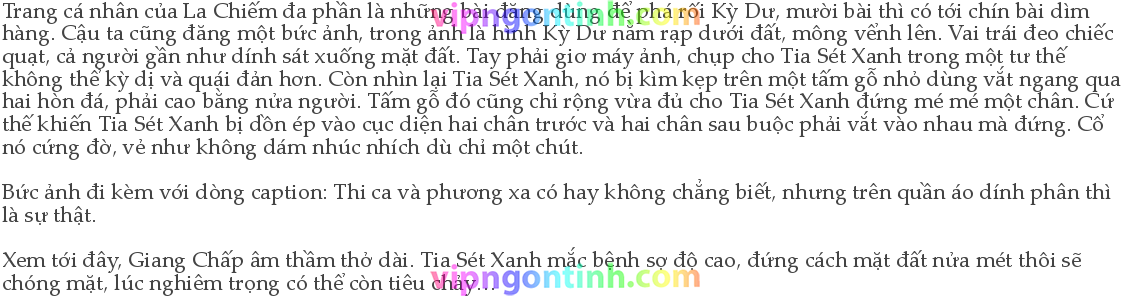 Trang cá nhân của La Chiếm đa phần là những bài đăng dùng để phá rối Kỳ Dư, mười bài thì có tới chín bài dìm
hàng. Cậu ta cũng đăng một bức ảnh, trong ảnh là hình Kỳ Dư nằm rạp dưới đất, mông vểnh lên. Vai trái đeo chiếc
quạt, cả người gần như dính sát xuống mặt đất. Tay phải giơ máy ảnh, chụp cho Tia Sét Xanh trong một tư thế
không thể kỳ dị và quái đản hơn. Còn nhìn lại Tia Sét Xanh, nó bị kìm kẹp trên một tấm gỗ nhỏ dùng vắt ngang qua
hai hòn đá, phải cao bằng nửa người. Tấm gỗ đó cũng chỉ rộng vừa đủ cho Tia Sét Xanh đứng mé mé một chân. Cứ
thế khiến Tia Sét Xanh bị dồn ép vào cục diện hai chân trước và hai chân sau buộc phải vắt vào nhau mà đứng. Cổ
nó cứng đờ, vẻ như không dám nhúc nhích dù chỉ một chút.
Bức ảnh đi kèm với dòng caption: Thi ca và phương xa có hay không chẳng biết, nhưng trên quần áo dính phân thì
là sự thật.
Xem tới đây, Giang Chấp âm thầm thở dài. Tia Sét Xanh mắc bệnh sợ độ cao, đứng cách mặt đất nửa mét thôi sẽ
chóng mặt, lúc nghiêm trọng có thể còn tiêu chảy...
vipngontinh.com
vipngontinh.com